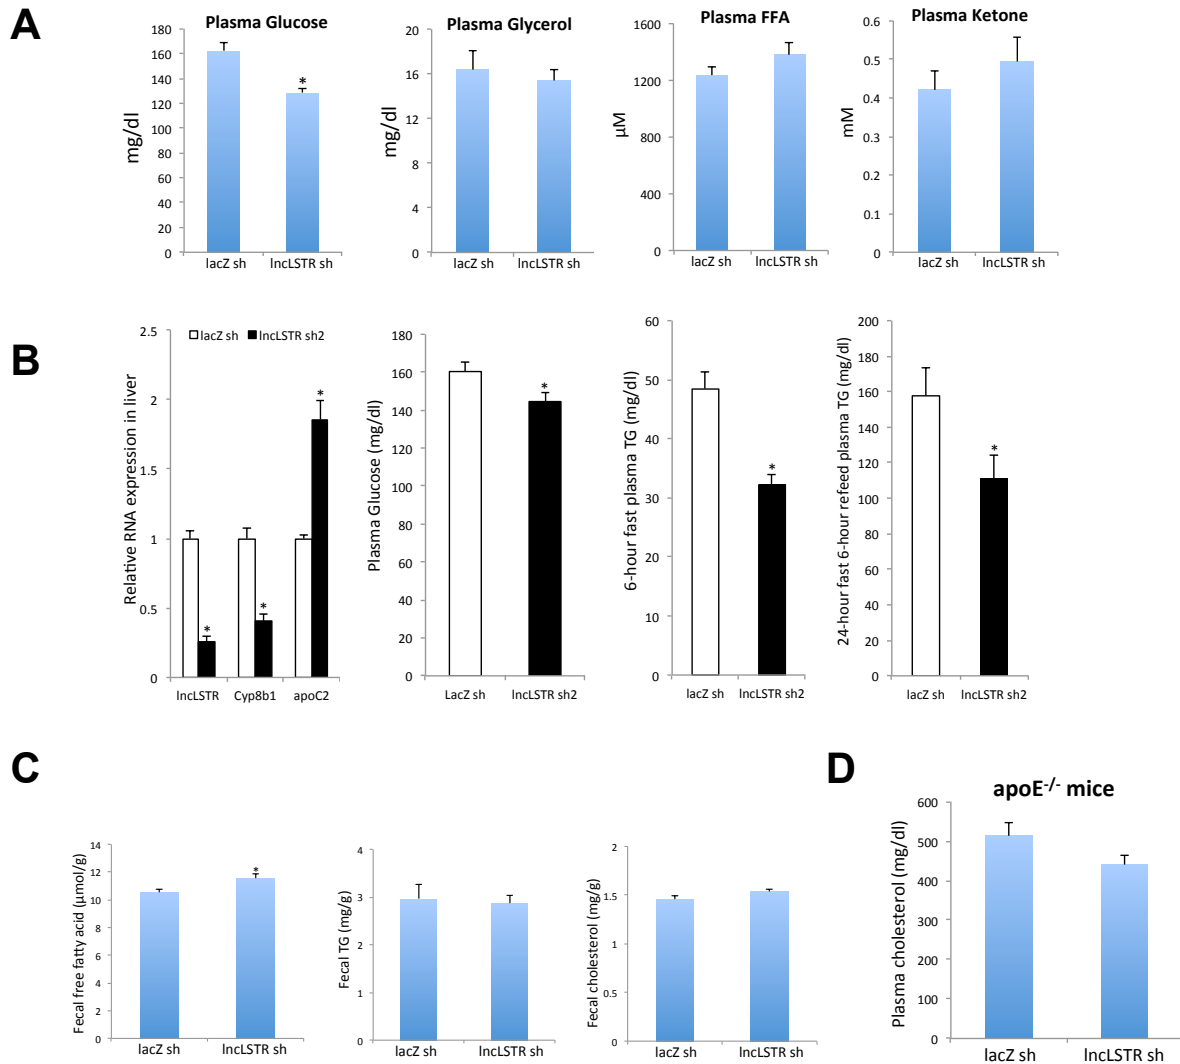 A
Plasma Glucose
mg/dl
180
160
140
120
100
80
60
40
20
0
*
lacZ sh
lncLSTR sh
Plasma Glycerol
mg/dl
20
16
12
8
4
0
lacZ sh
lncLSTR sh
Plasma FFA
μM
1600
1200
800
400
0
lacZ sh
lncLSTR sh
Plasma Ketone
mM
0.6
0.5
0.4
0.3
0.2
0.1
0
lacZ sh
lncLSTR sh
B
Relative RNA expression in liver
2.5
2
1.5
1
0.5
0
lacZ sh
lncLSTR sh2
*
*
*
lncLSTR
Cyp8b1
apoC2
Plasma Glucose (mg/dl)
180
160
140
120
100
80
60
40
20
0
*
LacZ sh
lncLSTR sh2
6-hour fast plasma TG (mg/dl)
60
50
40
30
20
10
0
*
lacZ sh
lncLSTR sh2
24-hour fast 6-hour refeed plasma TG (mg/dl)
200
180
160
140
120
100
80
60
40
20
0
*
lacZ sh
lncLSTR sh2
C
Fecal free fatty acid (μmol/g)
14
12
10
8
6
4
2
0
*
lacZ sh
lncLSTR sh
Fecal TG (mg/g)
4
3
2
1
0
lacZ sh
lncLSTR sh
Fecal cholesterol (mg/g)
2
1.5
1
0.5
0
lacZ sh
lncLSTR sh
D
apoE-/- mice
Plasma cholesterol (mg/dl)
600
500
400
300
200
100
0
lacZ sh
lncLSTR sh